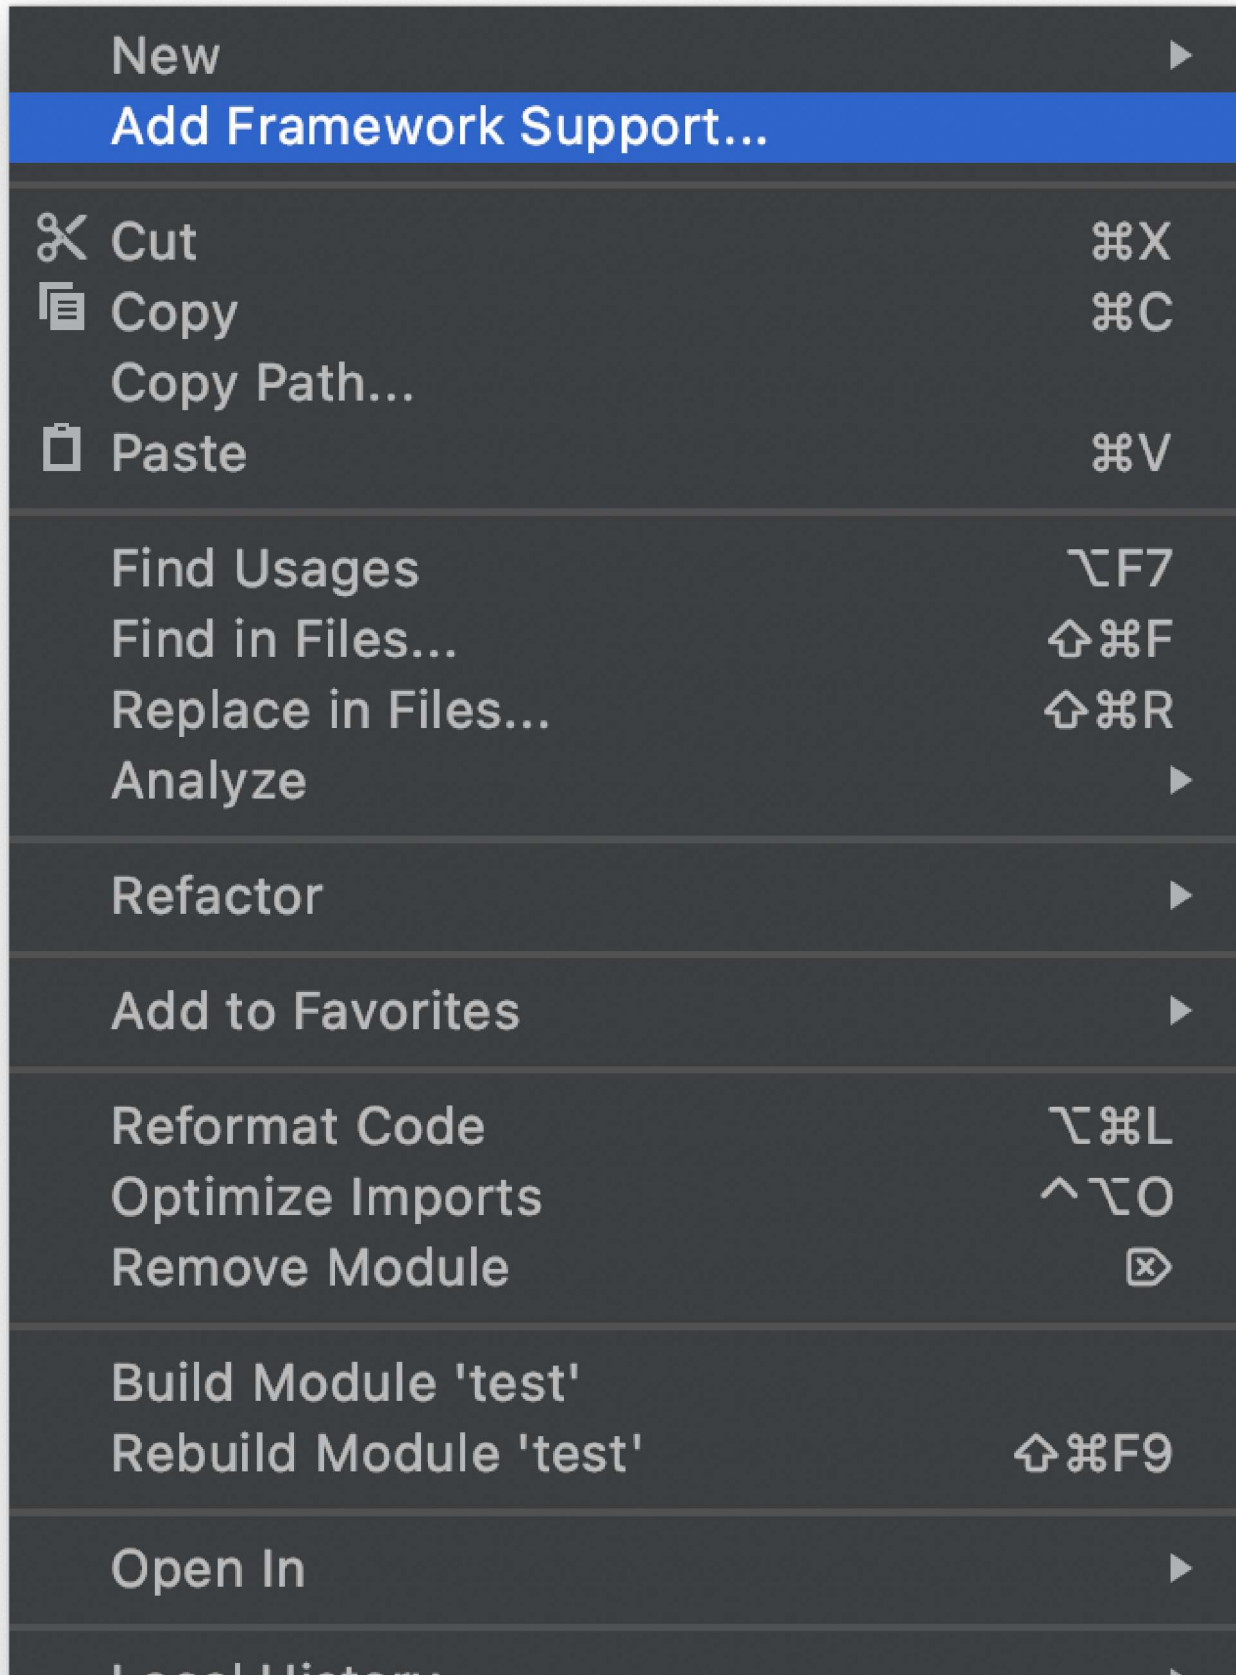 New
Add Framework Support...
Cut ⌘X
Copy ⌘C
Copy Path...
Paste ⌘V
Find Usages ⌥F7
Find in Files... ⇧⌘F
Replace in Files... ⇧⌘R
Analyze
Refactor
Add to Favorites
Reformat Code ⌥⌘L
Optimize Imports ^⌥O
Remove Module ⌦
Build Module 'test'
Rebuild Module 'test' ⇧⌘F9
Open In
Local History